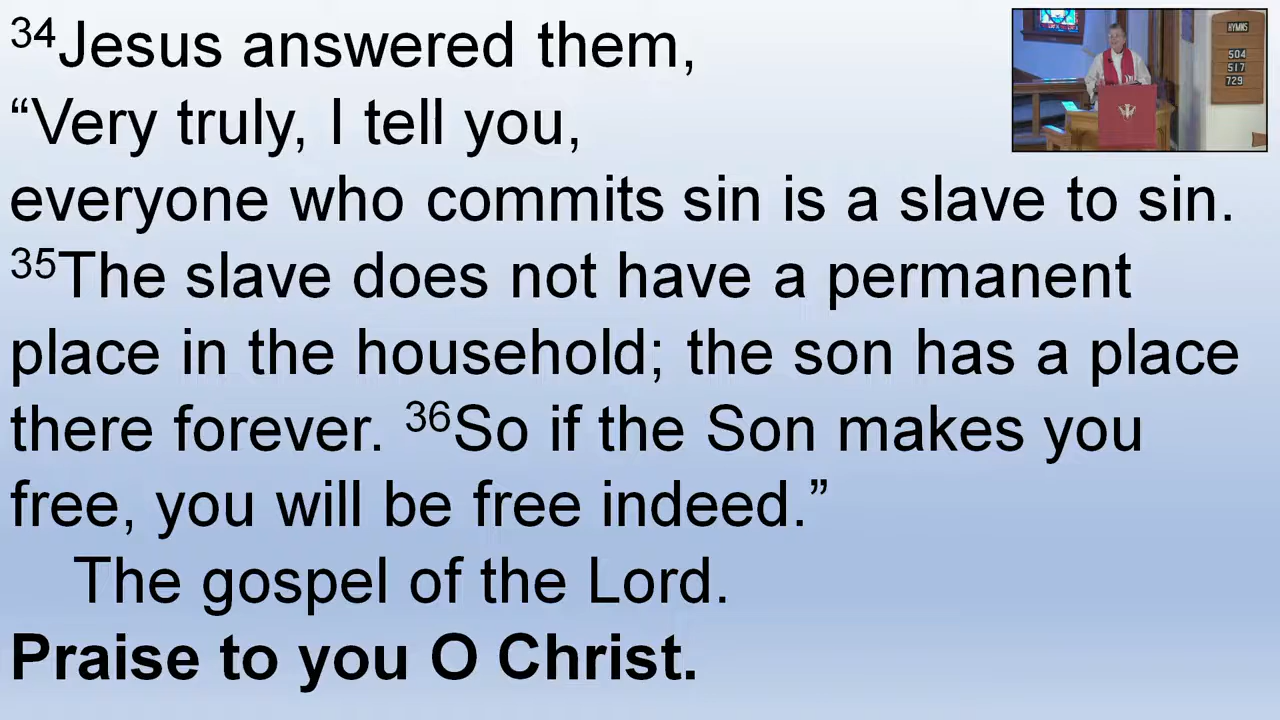 ³⁴Jesus answered them,
“Very truly, I tell you,
everyone who commits sin is a slave to sin.
³⁵The slave does not have a permanent
place in the household; the son has a place
there forever. ³⁶So if the Son makes you
free, you will be free indeed.”
The gospel of the Lord.
Praise to you O Christ.
HYMNS
504
517
729